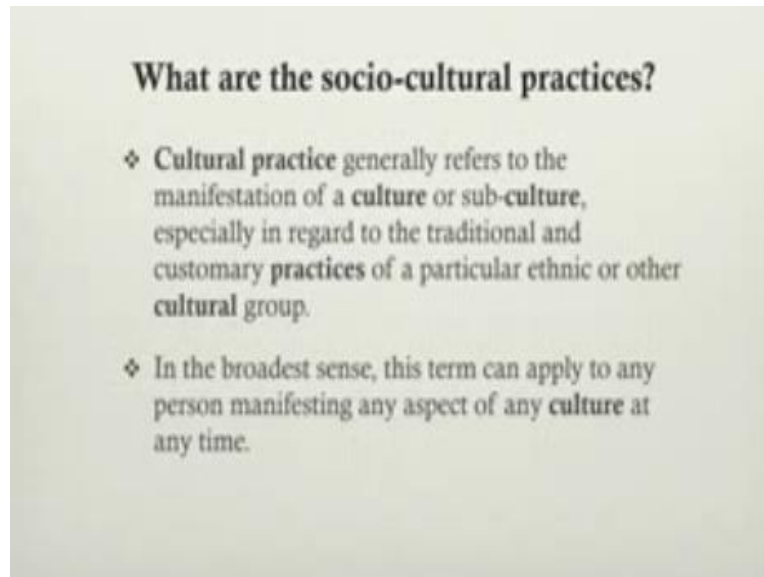 What are the socio-cultural practices?
❖ Cultural practice generally refers to the
manifestation of a culture or sub-culture,
especially in regard to the traditional and
customary practices of a particular ethnic or other
cultural group.
❖ In the broadest sense, this term can apply to any
person manifesting any aspect of any culture at
any time.